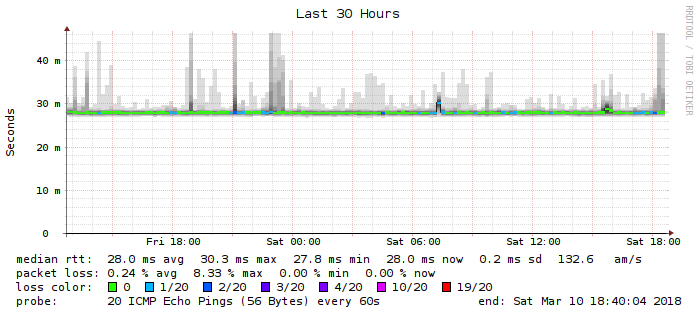 Last 30 Hours
RRDTOOL / TOBI OETIKER
Seconds
40 m
30 m
20 m
10 m
0
Fri 18:00 Sat 00:00 Sat 06:00 Sat 12:00 Sat 18:00
median rtt: 28.0 ms avg 30.3 ms max 27.8 ms min 28.0 ms now 0.2 ms sd 132.6 am/s
packet loss: 0.24 % avg 8.33 % max 0.00 % min 0.00 % now
loss color: 0 1/20 2/20 3/20 4/20 10/20 19/20
probe: 20 ICMP Echo Pings (56 Bytes) every 60s end: Sat Mar 10 18:40:04 2018